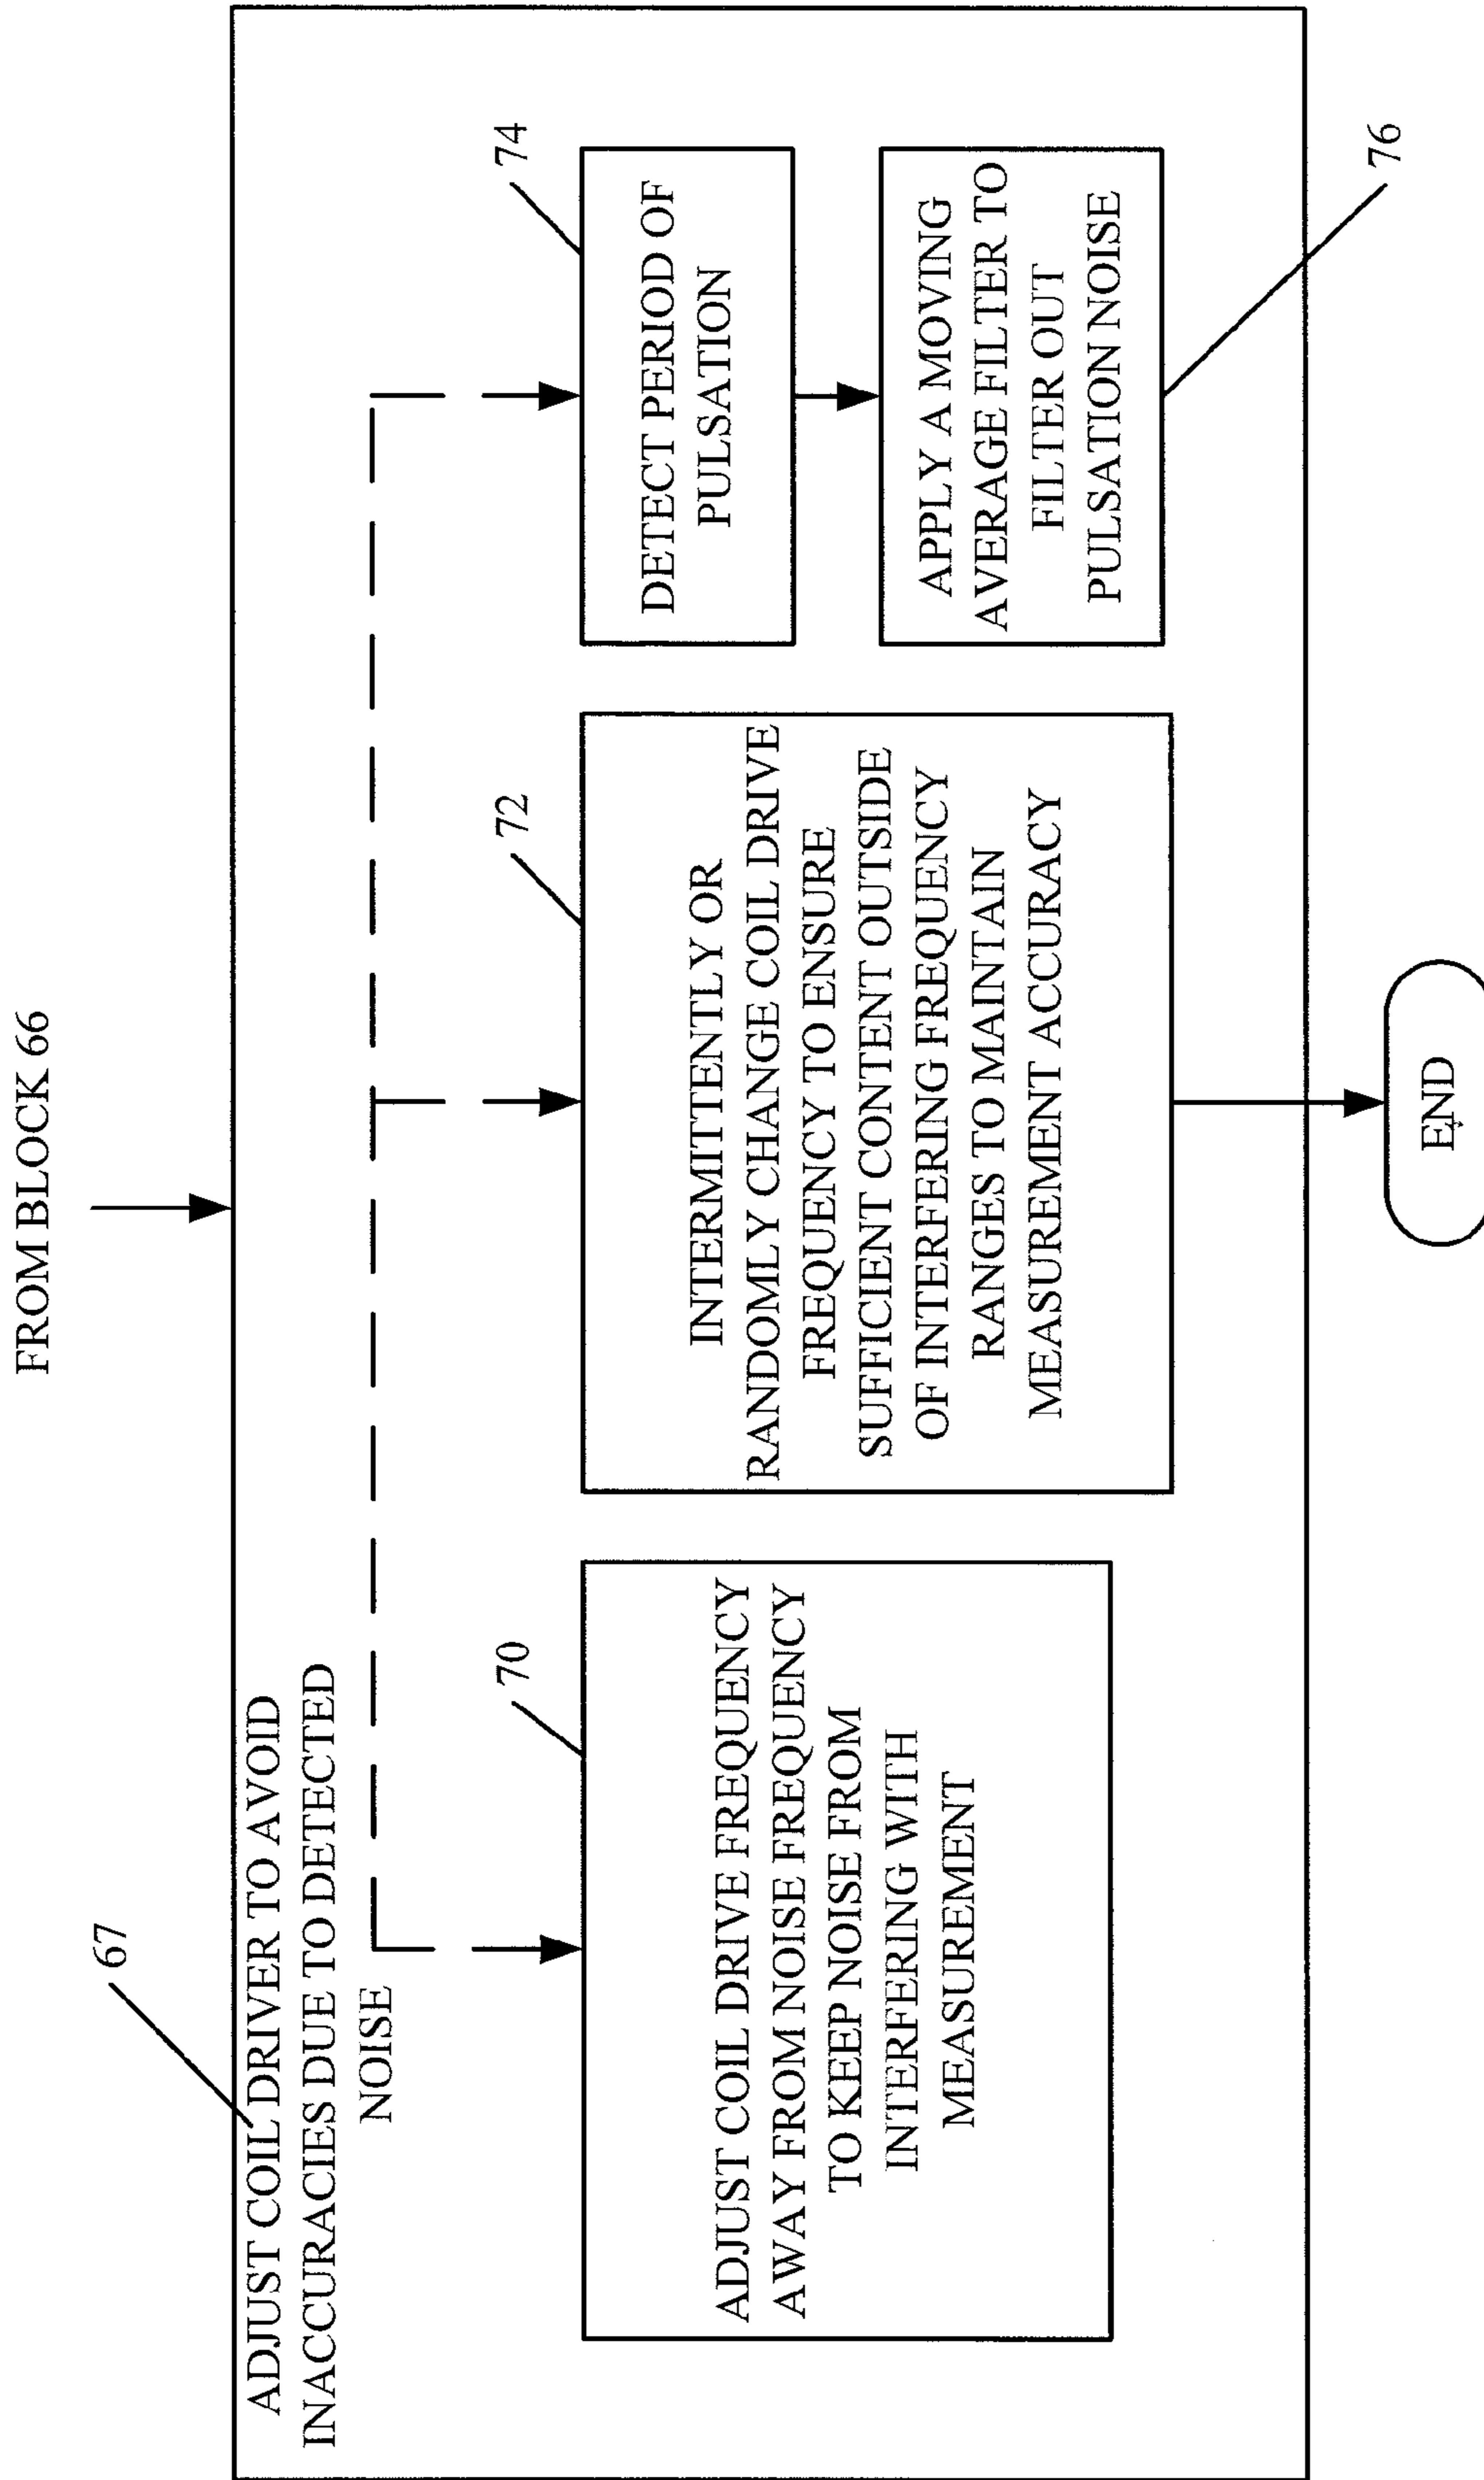 FROM BLOCK 66
67
ADJUST COIL DRIVER TO AVOID
INACCURACIES DUE TO DETECTED
NOISE
70
ADJUST COIL DRIVE FREQUENCY
AWAY FROM NOISE FREQUENCY
TO KEEP NOISE FROM
INTERFERING WITH
MEASUREMENT
72
INTERMITTENTLY OR
RANDOMLY CHANGE COIL DRIVE
FREQUENCY TO ENSURE
SUFFICIENT CONTENT OUTSIDE
OF INTERFERING FREQUENCY
RANGES TO MAINTAIN
MEASUREMENT ACCURACY
74
DETECT PERIOD OF
PULSATION
APPLY A MOVING
AVERAGE FILTER TO
FILTER OUT
PULSATION NOISE
76
END